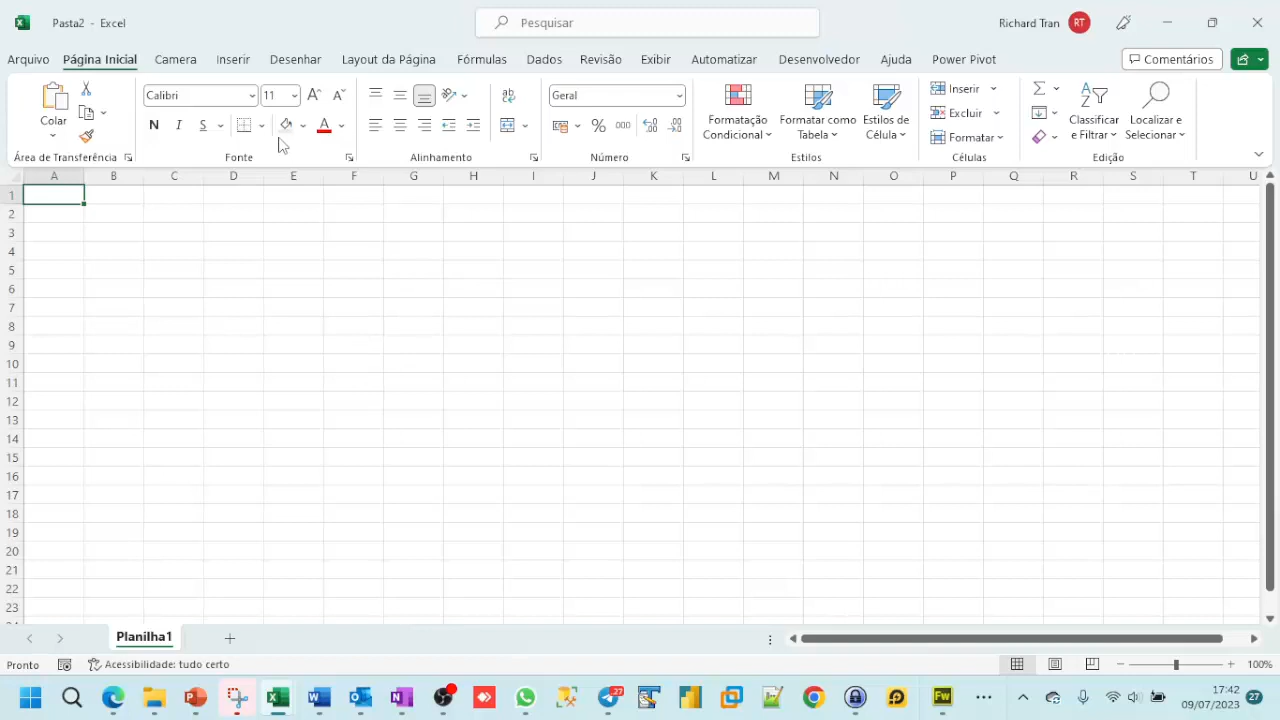 Pasta2 - Excel
Pesquisar
Richard Tran
RT
Arquivo Página Inicial Camera Inserir Desenhar Layout da Página Fórmulas Dados Revisão Exibir Automatizar Desenvolvedor Ajuda Power Pivot
Comentários
Colar
Área de Transferência
Calibri 11
N I S
Fonte
Alinhamento
Geral
% 000
Número
Formatação Condicional
Formatar como Tabela
Estilos de Célula
Estilos
Inserir
Excluir
Formatar
Células
Classificar e Filtrar
Localizar e Selecionar
Edição
A B C D E F G H I J K L M N O P Q R S T U
1
2
3
4
5
6
7
8
9
10
11
12
13
14
15
16
17
18
19
20
21
22
23
Planilha1
Pronto
Acessibilidade: tudo certo
100%
27
Fw
17:42
09/07/2023
27